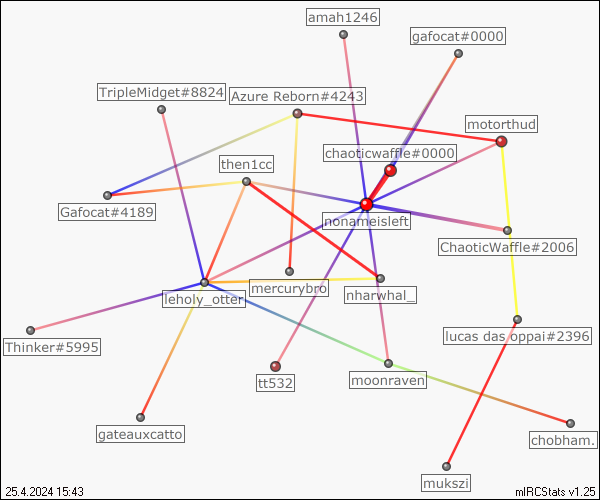 amah1246
gafocat#0000
TripleMidget#8824
Azure Reborn#4243
motorthud
chaoticwaffle#0000
then1cc
Gafocat#4189
nonameisleft
ChaoticWaffle#2006
mercurybro
nharwhal_
leholy_otter
lucas das oppai#2396
Thinker#5995
tt532
moonraven
gateauxcatto
chobham.
mukszi
25.4.2024 15:43
mIRCStats v1.25